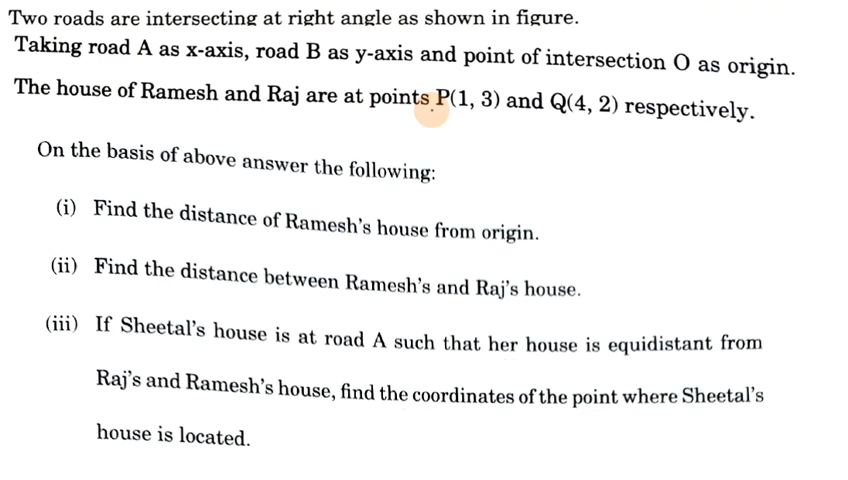 Two roads are intersecting at right angle as shown in figure.
Taking road A as x-axis, road B as y-axis and point of intersection O as origin.
The house of Ramesh and Raj are at points P(1, 3) and Q(4, 2) respectively.
On the basis of above answer the following:
(i) Find the distance of Ramesh's house from origin.
(ii) Find the distance between Ramesh's and Raj's house.
(iii) If Sheetal's house is at road A such that her house is equidistant from
Raj's and Ramesh's house, find the coordinates of the point where Sheetal's
house is located.